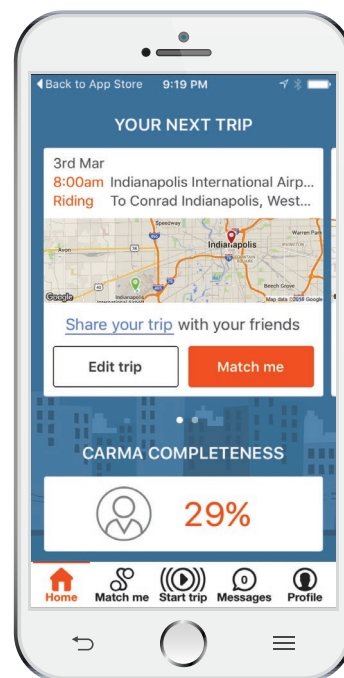 Back to App Store 9:19 PM
YOUR NEXT TRIP
3rd Mar
8:00am Indianapolis International Airp...
Riding To Conrad Indianapolis, West...
Speedway
Warren Park
Avon
Indianapolis
Beech Grove
Indianapolis
Google
Map data ©2016 Google
Share your trip with your friends
Edit trip
Match me
CARMA COMPLETENESS
29%
0
Home Match me Start trip Messages Profile